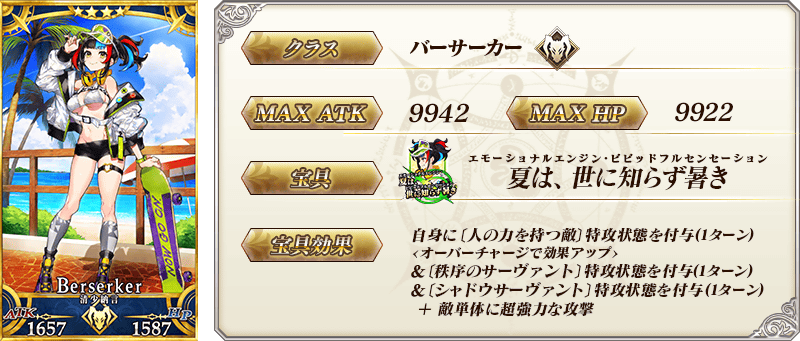 Berserker
清少納言
ATK
HP
1657
1587
YOU GO NOW
クラス
バーサーカー
MAX ATK
9942
MAX HP
9922
宝具
エモーショナルエンジン・ビビッドフルセンセーション
夏は、世に知らず暑き
宝具効果
自身に〔人の力を持つ敵〕特攻状態を付与(1ターン)
<オーバーチャージで効果アップ>
&〔秩序のサーヴァント〕特攻状態を付与(1ターン)
&〔シャドウサーヴァント〕特攻状態を付与(1ターン)
+ 敵単体に超強力な攻撃